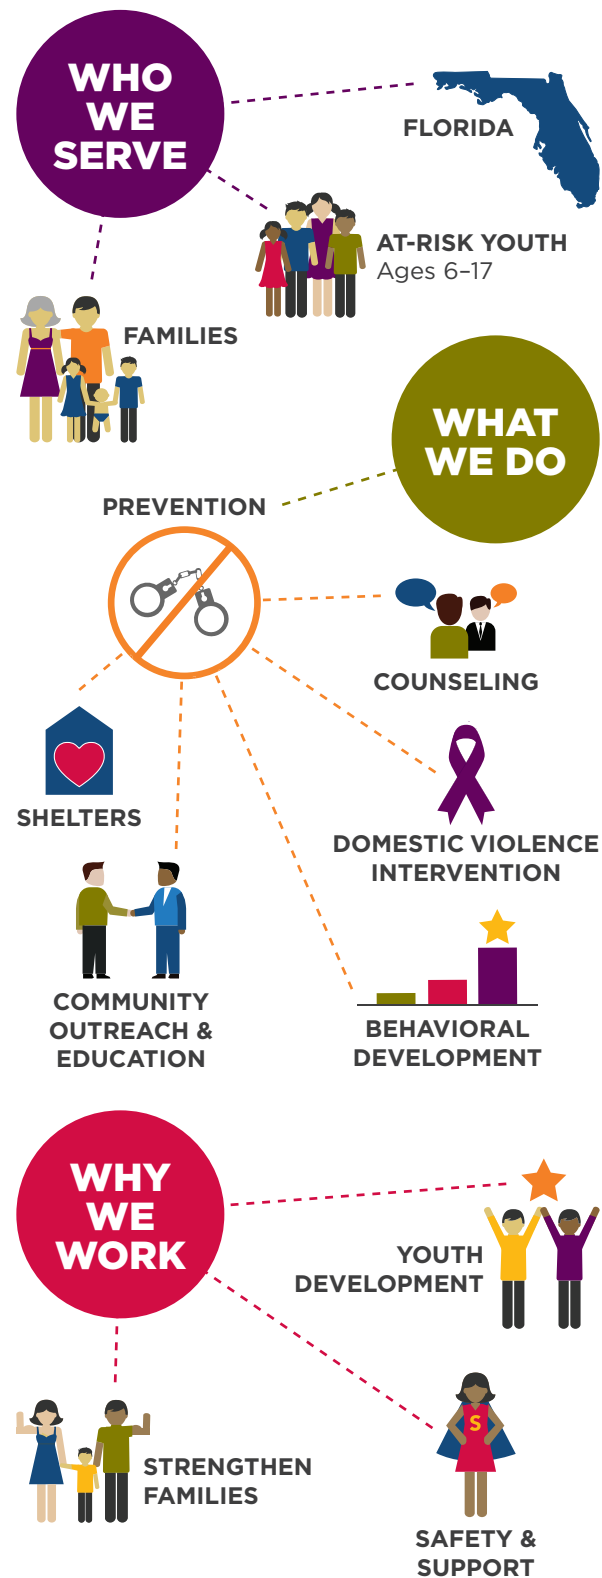 WHO
WE
SERVE
FLORIDA
AT-RISK YOUTH
Ages 6–17
FAMILIES
WHAT
WE DO
PREVENTION
COUNSELING
SHELTERS
DOMESTIC VIOLENCE
INTERVENTION
COMMUNITY
OUTREACH &
EDUCATION
BEHAVIORAL
DEVELOPMENT
WHY
WE
WORK
YOUTH
DEVELOPMENT
S
STRENGTHEN
FAMILIES
SAFETY &
SUPPORT